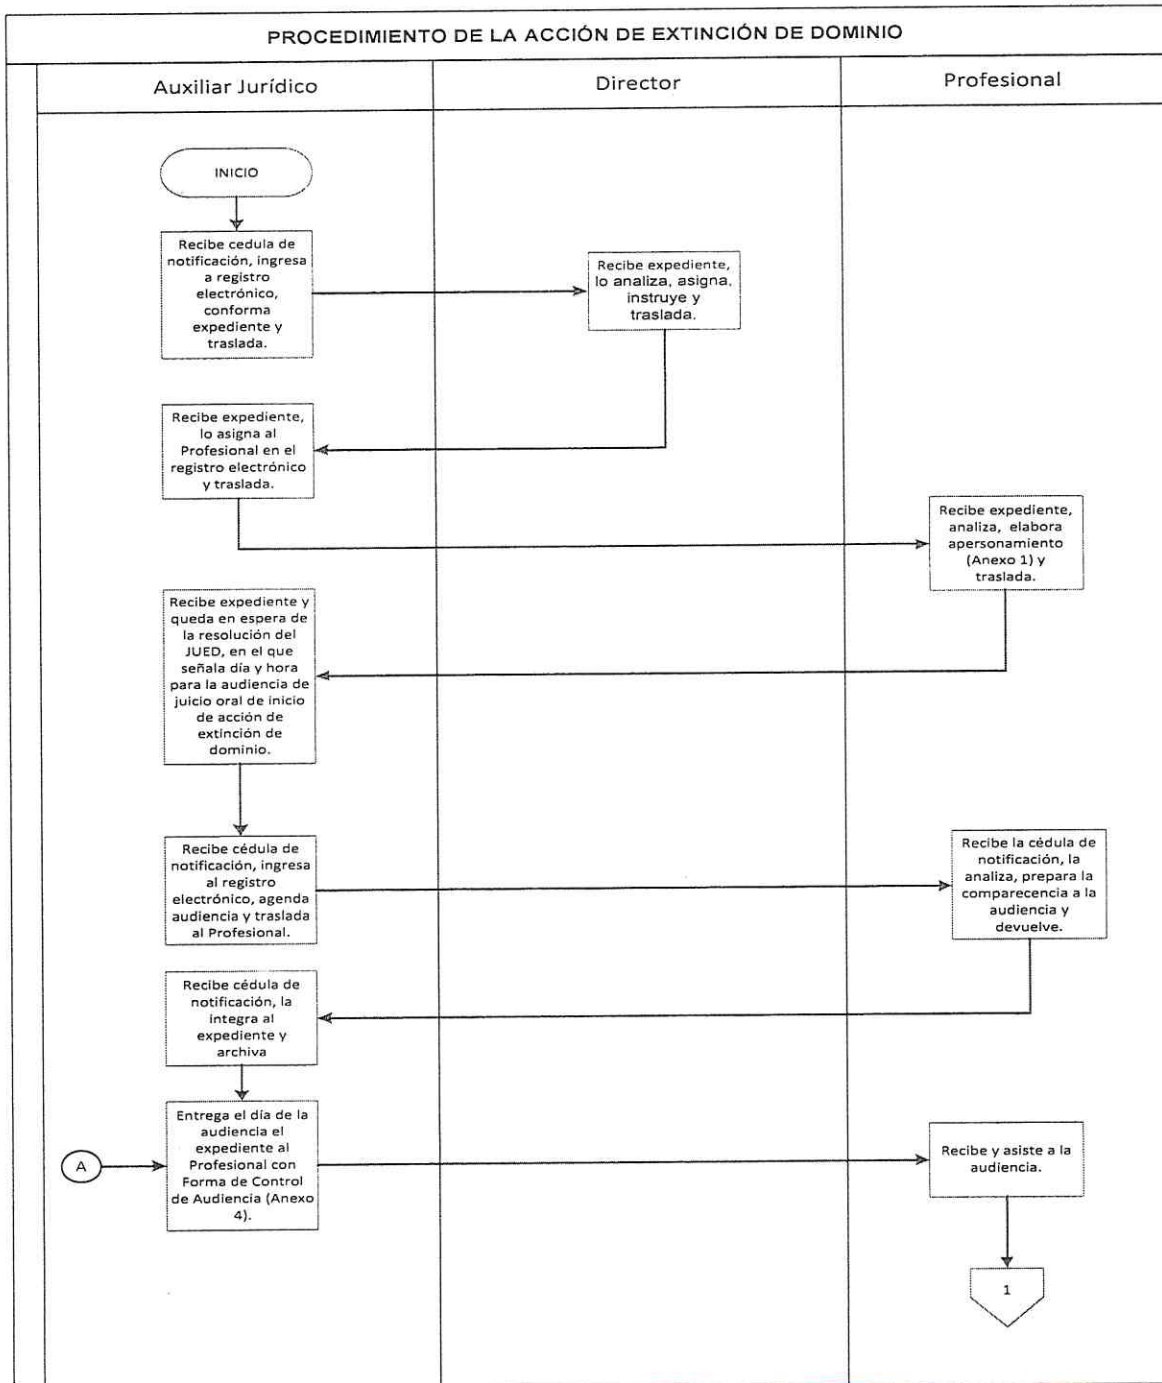 PROCEDIMIENTO DE LA ACCIÓN DE EXTINCIÓN DE DOMINIO
Auxiliar Jurídico
Director
Profesional
INICIO
Recibe cedula de
notificación, ingresa
a registro
electrónico,
conforma
expediente y
traslada.
Recibe expediente,
lo analiza, asigna,
instruye y
traslada.
Recibe expediente,
lo asigna al
Profesional en el
registro electrónico
y traslada.
Recibe expediente,
analiza, elabora
apersonamiento
(Anexo 1) y
traslada.
Recibe expediente y
queda en espera de
la resolución del
JUED, en el que
señala día y hora
para la audiencia de
juicio oral de inicio
de acción de
extinción de
dominio.
Recibe cédula de
notificación, ingresa
al registro
electrónico, agenda
audiencia y traslada
al Profesional.
Recibe la cédula de
notificación, la
analiza, prepara la
comparecencia a la
audiencia y
devuelve.
Recibe cédula de
notificación, la
integra al
expediente y
archiva
A
Entrega el día de la
audiencia el
expediente al
Profesional con
Forma de Control
de Audiencia (Anexo
4).
Recibe y asiste a la
audiencia.
1